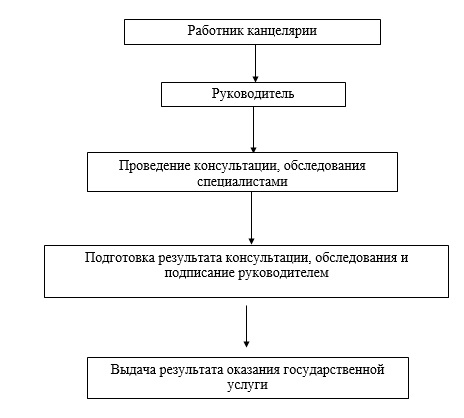 Работник канцелярии
Руководитель
Проведение консультации, обследования
специалистами
Подготовка результата консультации, обследования и
подписание руководителем
Выдача результата оказания государственной
услуги